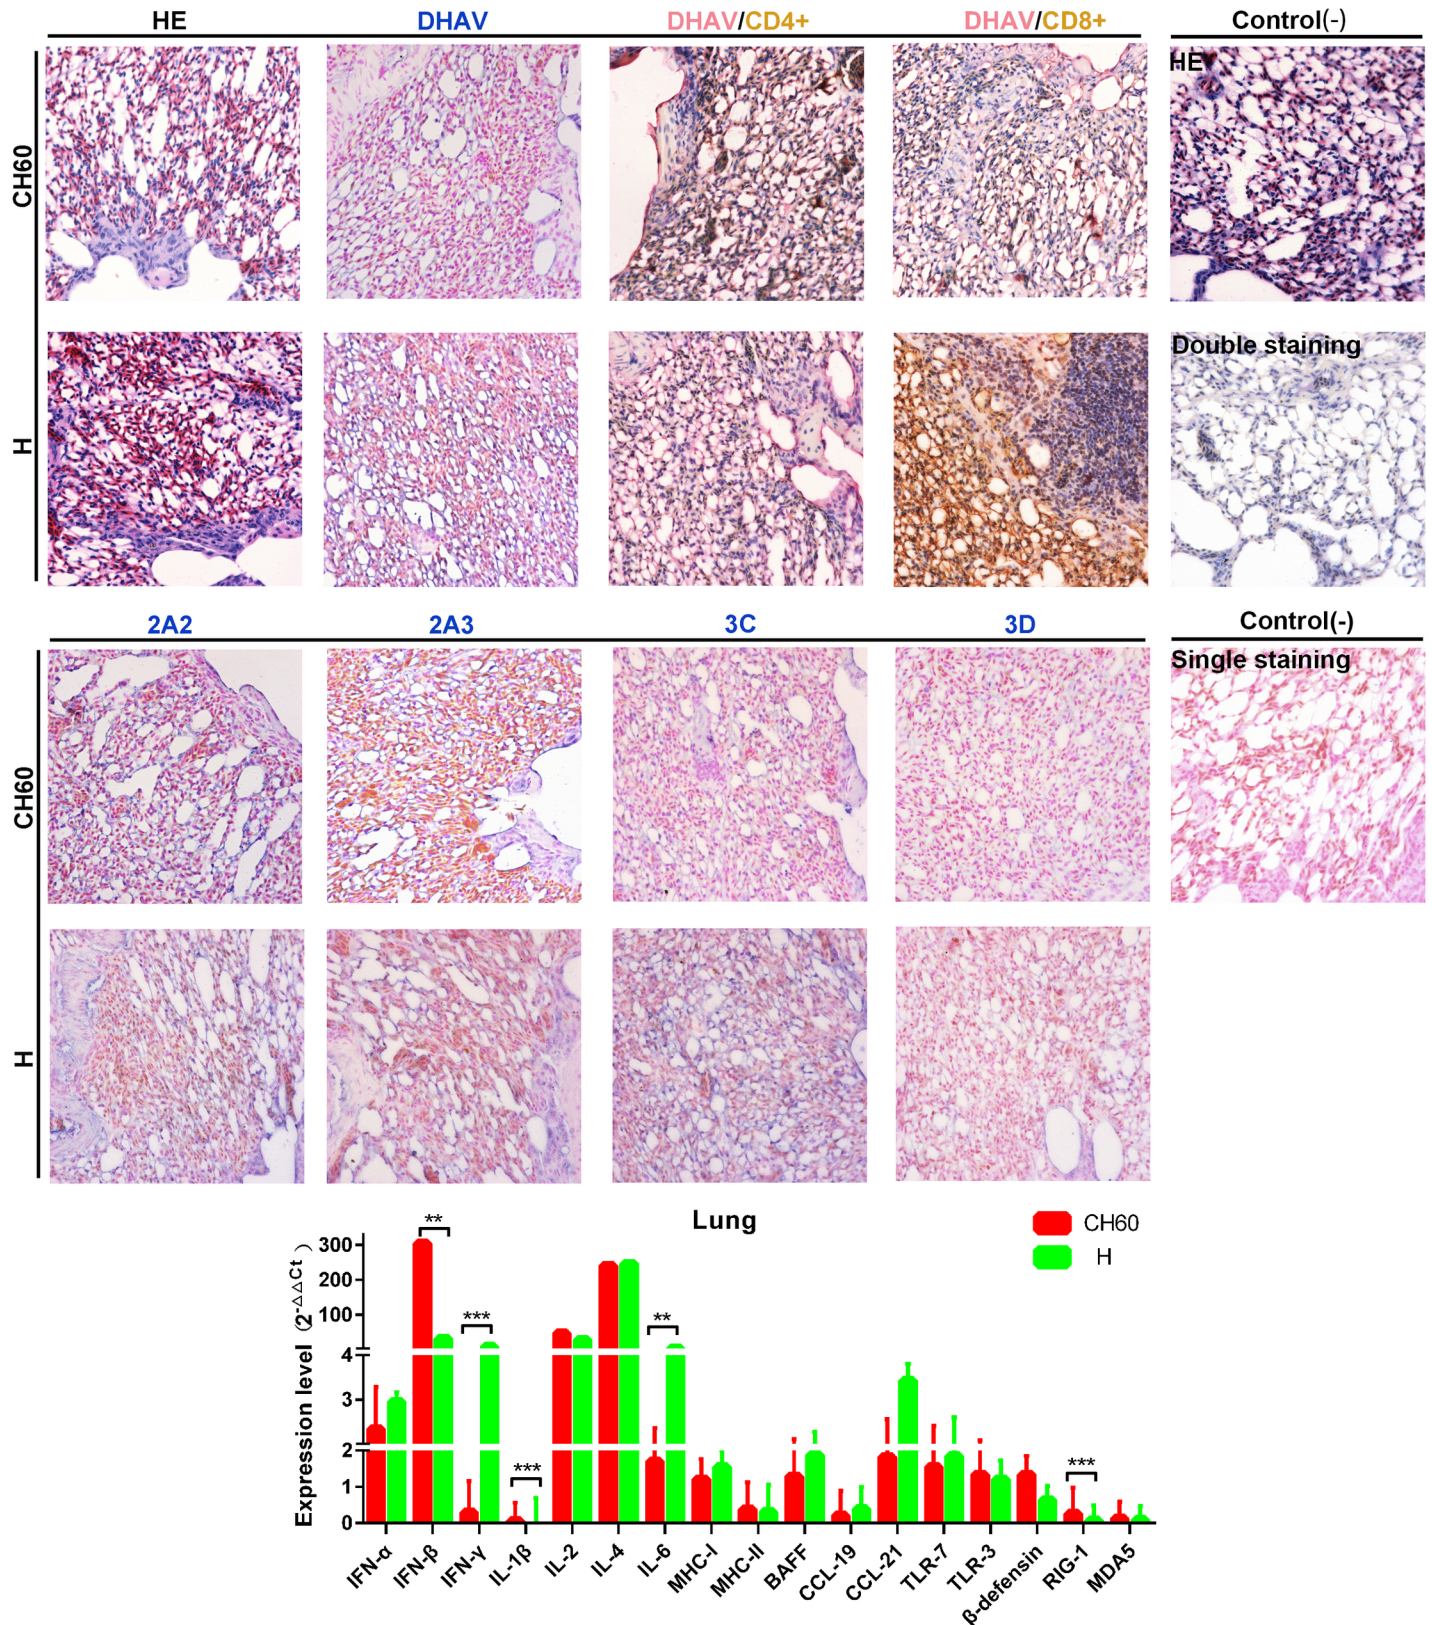 HE DHAV DHAV/CD4+ DHAV/CD8+ Control(-)
CH60
HE
H
Double staining
2A2 2A3 3C 3D Control(-)
CH60
Single staining
H
Lung
CH60
H
Expression level (2-△△Ct)
300
200
100
4
3
2
1
0
**
***
***
**
***
IFN-α IFN-β IFN-γ IL-1β IL-2 IL-4 IL-6 MHC-I MHC-II BAFF CCL-19 CCL-21 TLR-7 TLR-3 β-defensin RIG-1 MDA5